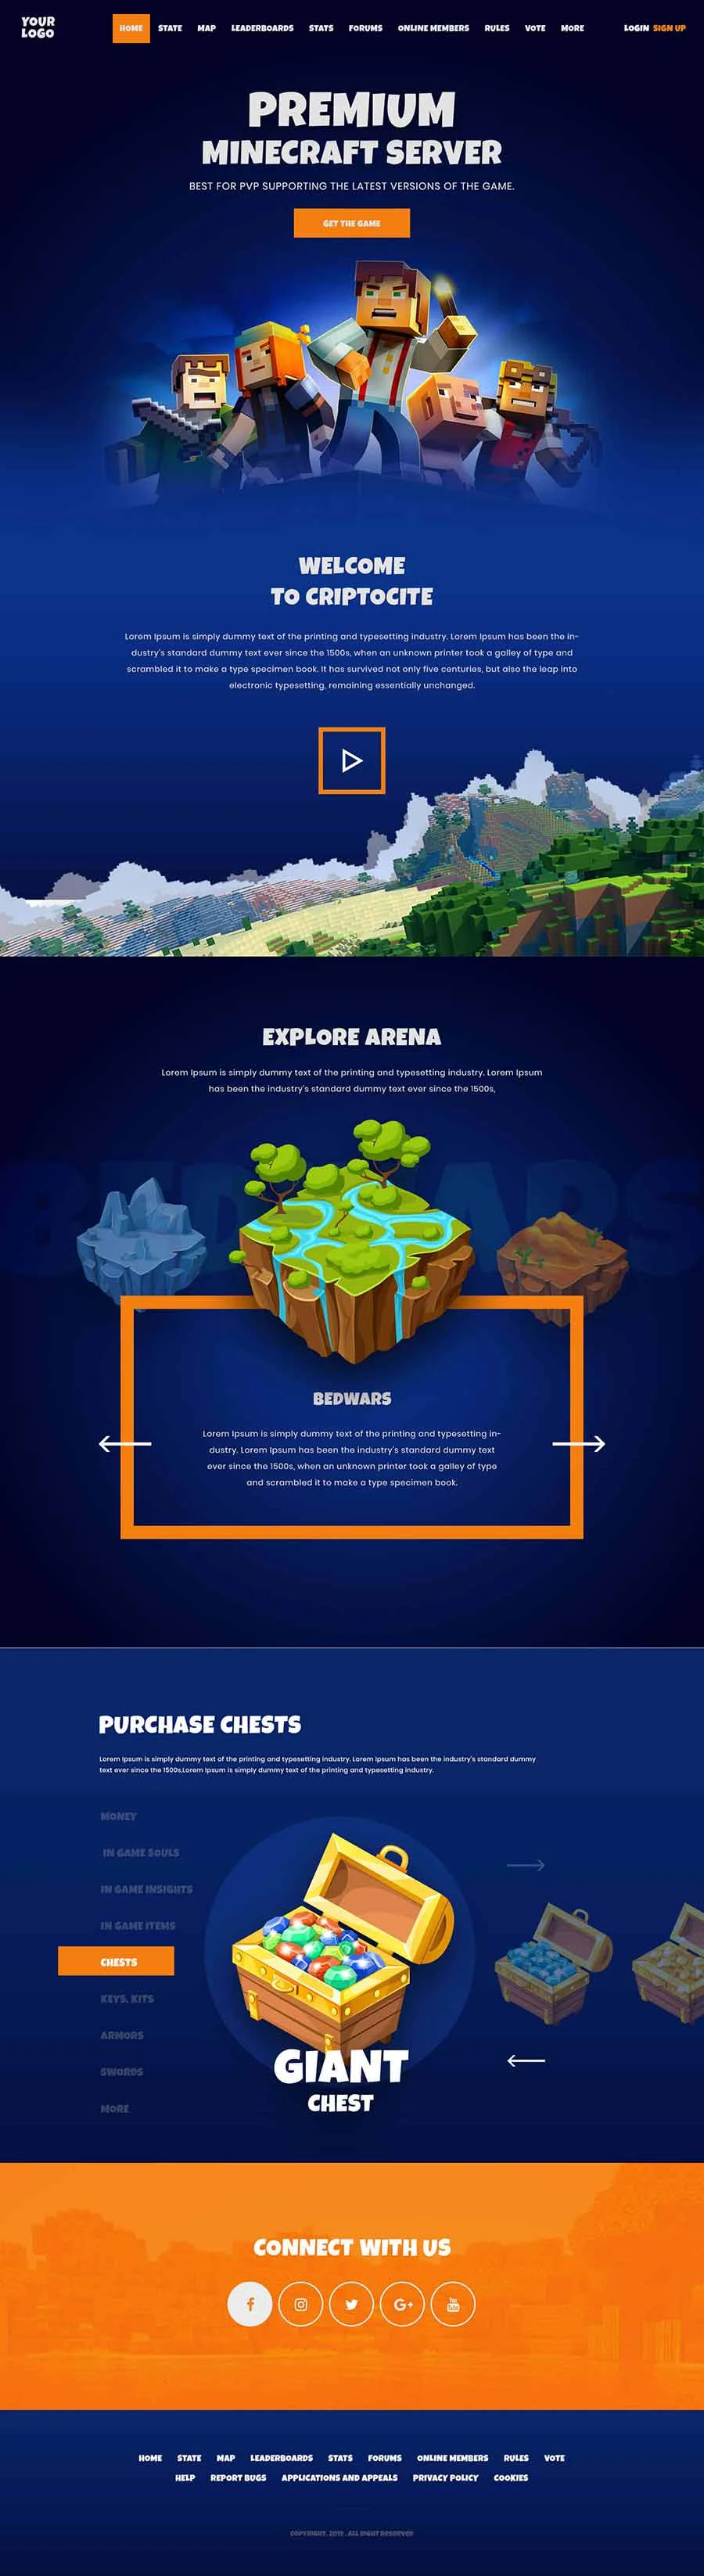 YOUR
LOGO
HOME STATE MAP LEADERBOARDS STATS FORUMS ONLINE MEMBERS RULES VOTE MORE LOGIN SIGN UP
PREMIUM
MINECRAFT SERVER
BEST FOR PVP SUPPORTING THE LATEST VERSIONS OF THE GAME.
GET THE GAME
WELCOME
TO CRIPTOCITE
Lorem Ipsum is simply dummy text of the printing and typesetting industry. Lorem Ipsum has been the in-
dustry's standard dummy text ever since the 1500s, when an unknown printer took a galley of type and
scrambled it to make a type specimen book. It has survived not only five centuries, but also the leap into
electronic typesetting, remaining essentially unchanged.
EXPLORE ARENA
Lorem Ipsum is simply dummy text of the printing and typesetting industry. Lorem Ipsum
has been the industry's standard dummy text ever since the 1500s,
BEDWARS
BEDWARS
Lorem Ipsum is simply dummy text of the printing and typesetting in-
dustry. Lorem Ipsum has been the industry's standard dummy text
ever since the 1500s, when an unknown printer took a galley of type
and scrambled it to make a type specimen book.
PURCHASE CHESTS
Lorem Ipsum is simply dummy text of the printing and typesetting industry. Lorem Ipsum has been the industry's standard dummy
text ever since the 1500s,Lorem Ipsum is simply dummy text of the printing and typesetting industry.
MONEY
IN GAME SOULS
IN GAME INSIGHTS
IN GAME ITEMS
CHESTS
KEYS, KITS
ARMORS
SWORDS
MORE
GIANT
CHEST
CONNECT WITH US
f G+ You Tube
HOME STATE MAP LEADERBOARDS STATS FORUMS ONLINE MEMBERS RULES VOTE
HELP REPORT BUGS APPLICATIONS AND APPEALS PRIVACY POLICY COOKIES
COPYRIGHT. 2019 . ALL RIGHT RESERVED